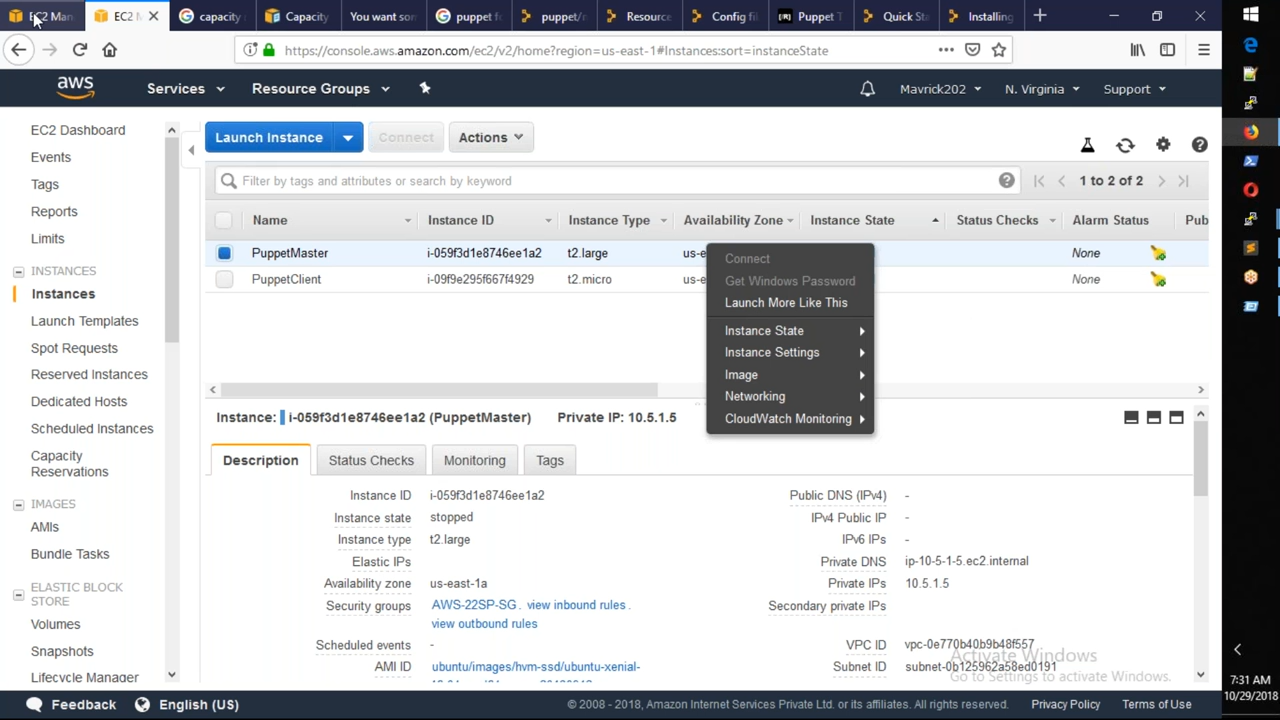 EC2 Man
EC2 M
capacity
Capacity
You want som
puppet fo
puppet/m
Resource
Config fil
Puppet T
Quick Sta
Installing
https://console.aws.amazon.com/ec2/v2/home?region=us-east-1#Instances:sort=instanceState
aws
Services
Resource Groups
Mavrick202
N. Virginia
Support
EC2 Dashboard
Events
Tags
Reports
Limits
INSTANCES
Instances
Launch Templates
Spot Requests
Reserved Instances
Dedicated Hosts
Scheduled Instances
Capacity
Reservations
IMAGES
AMIs
Bundle Tasks
ELASTIC BLOCK
STORE
Volumes
Snapshots
Lifecycle Manager
Launch Instance
Connect
Actions
Filter by tags and attributes or search by keyword
1 to 2 of 2
Name Instance ID Instance Type Availability Zone Instance State Status Checks Alarm Status Pub
PuppetMaster i-059f3d1e8746ee1a2 t2.large us-e None
PuppetClient i-09f9e295f667f4929 t2.micro us-e None
Connect
Get Windows Password
Launch More Like This
Instance State
Instance Settings
Image
Networking
CloudWatch Monitoring
Instance: i-059f3d1e8746ee1a2 (PuppetMaster) Private IP: 10.5.1.5
Description
Status Checks
Monitoring
Tags
Instance ID i-059f3d1e8746ee1a2
Instance state stopped
Instance type t2.large
Elastic IPs
Availability zone us-east-1a
Security groups AWS-22SP-SG. view inbound rules.
view outbound rules
Scheduled events -
AMI ID ubuntu/images/hvm-ssd/ubuntu-xenial-
Public DNS (IPv4) -
IPv4 Public IP -
IPv6 IPs -
Private DNS ip-10-5-1-5.ec2.internal
Private IPs 10.5.1.5
Secondary private IPs
VPC ID vpc-0e770b40b9b48f557
Subnet ID subnet-0b125962a58ed0191
Activate Windows
Go to Settings to activate Windows.
Feedback
English (US)
© 2008 - 2018, Amazon Internet Services Private Ltd. or its affiliates. All rights reserved.
Privacy Policy
Terms of Use
7:31 AM
10/29/2018